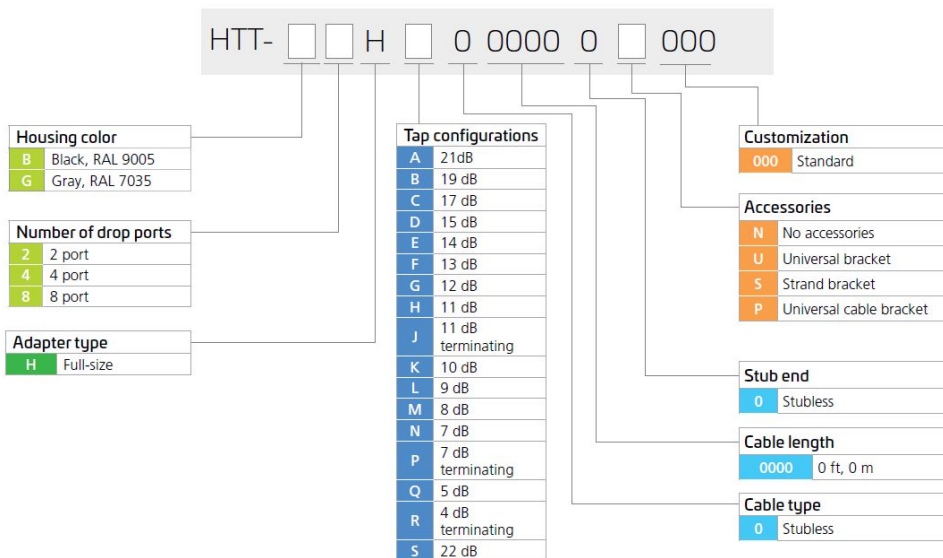 HTT- H 0 0000 0 000
Housing color
B Black, RAL 9005
G Gray, RAL 7035
Number of drop ports
2 2 port
4 4 port
8 8 port
Adapter type
H Full-size
Tap configurations
A 21dB
B 19 dB
C 17 dB
D 15 dB
E 14 dB
F 13 dB
G 12 dB
H 11 dB
J 11 dB
terminating
K 10 dB
L 9 dB
M 8 dB
N 7 dB
P 7 dB
terminating
Q 5 dB
R 4 dB
terminating
S 22 dB
Customization
000 Standard
Accessories
N No accessories
U Universal bracket
S Strand bracket
P Universal cable bracket
Stub end
0 Stubless
Cable length
0000 0 ft, 0 m
Cable type
0 Stubless